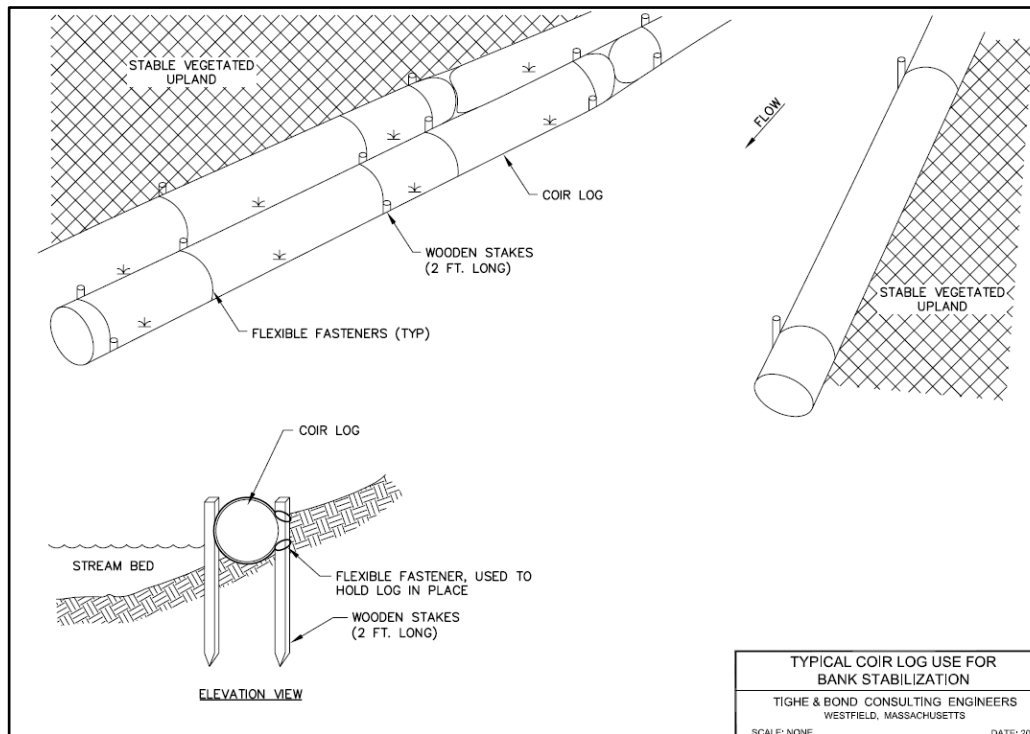 STABLE VEGETATED
UPLAND
FLOW
COIR LOG
WOODEN STAKES
(2 FT. LONG)
FLEXIBLE FASTENERS (TYP)
STABLE VEGETATED
UPLAND
COIR LOG
STREAM BED
FLEXIBLE FASTENER, USED TO
HOLD LOG IN PLACE
WOODEN STAKES
(2 FT. LONG)
ELEVATION VIEW
TYPICAL COIR LOG USE FOR
BANK STABILIZATION
TIGHE & BOND CONSULTING ENGINEERS
WESTFIELD, MASSACHUSETTS
SCALE: NONE DATE: